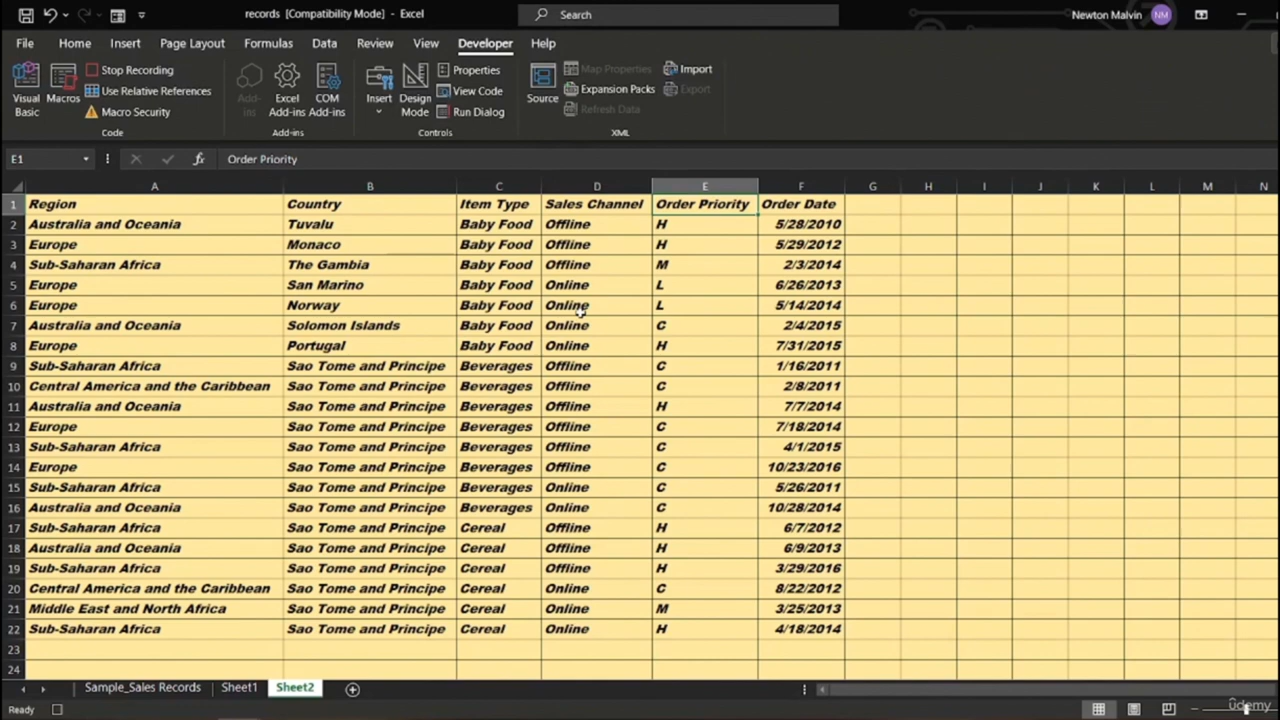 records [Compatibility Mode] - Excel
Search
Newton Malvin NM
File Home Insert Page Layout Formulas Data Review View Developer Help
Visual Basic
Macros
Stop Recording
Use Relative References
Macro Security
Code
Add-ins
Excel Add-ins
COM Add-ins
Add-ins
Insert
Design Mode
Properties
View Code
Run Dialog
Controls
Source
Map Properties
Expansion Packs
Refresh Data
Import
Export
XML
E1 fx Order Priority
A B C D E F G H I J K L M N
1 Region Country Item Type Sales Channel Order Priority Order Date
2 Australia and Oceania Tuvalu Baby Food Offline H 5/28/2010
3 Europe Monaco Baby Food Offline H 5/29/2012
4 Sub-Saharan Africa The Gambia Baby Food Offline M 2/3/2014
5 Europe San Marino Baby Food Online L 6/26/2013
6 Europe Norway Baby Food Online L 5/14/2014
7 Australia and Oceania Solomon Islands Baby Food Online C 2/4/2015
8 Europe Portugal Baby Food Online H 7/31/2015
9 Sub-Saharan Africa Sao Tome and Principe Beverages Offline C 1/16/2011
10 Central America and the Caribbean Sao Tome and Principe Beverages Offline C 2/8/2011
11 Australia and Oceania Sao Tome and Principe Beverages Offline H 7/7/2014
12 Europe Sao Tome and Principe Beverages Offline C 7/18/2014
13 Sub-Saharan Africa Sao Tome and Principe Beverages Offline C 4/1/2015
14 Europe Sao Tome and Principe Beverages Offline C 10/23/2016
15 Sub-Saharan Africa Sao Tome and Principe Beverages Online C 5/26/2011
16 Australia and Oceania Sao Tome and Principe Beverages Online C 10/28/2014
17 Sub-Saharan Africa Sao Tome and Principe Cereal Offline H 6/7/2012
18 Australia and Oceania Sao Tome and Principe Cereal Offline H 6/9/2013
19 Sub-Saharan Africa Sao Tome and Principe Cereal Offline H 3/29/2016
20 Central America and the Caribbean Sao Tome and Principe Cereal Online C 8/22/2012
21 Middle East and North Africa Sao Tome and Principe Cereal Online M 3/25/2013
22 Sub-Saharan Africa Sao Tome and Principe Cereal Online H 4/18/2014
23
24
Sample_Sales Records Sheet1 Sheet2
Ready
udemy